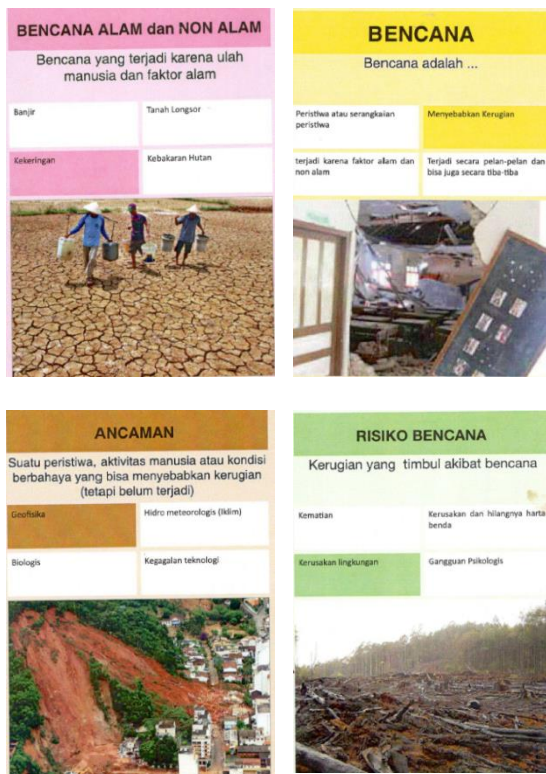 BENCANA ALAM dan NON ALAM
Bencana yang terjadi karena ulah
manusia dan faktor alam
Banjir
Tanah Longsor
Kekeringan
Kebakaran Hutan
BENCANA
Bencana adalah ...
Peristiwa atau serangkaian
peristiwa
Menyebabkan Kerugian
terjadi karena faktor alam dan
non alam
Terjadi secara pelan-pelan dan
bisa juga secara tiba-tiba
ANCAMAN
Suatu peristiwa, aktivitas manusia atau kondisi
berbahaya yang bisa menyebabkan kerugian
(tetapi belum terjadi)
Geofisika
Hidro meteorologis (Iklim)
Biologis
Kegagalan teknologi
RISIKO BENCANA
Kerugian yang timbul akibat bencana
Kematian
Kerusakan dan hilangnya harta
benda
Kerusakan lingkungan
Gangguan Psikologis